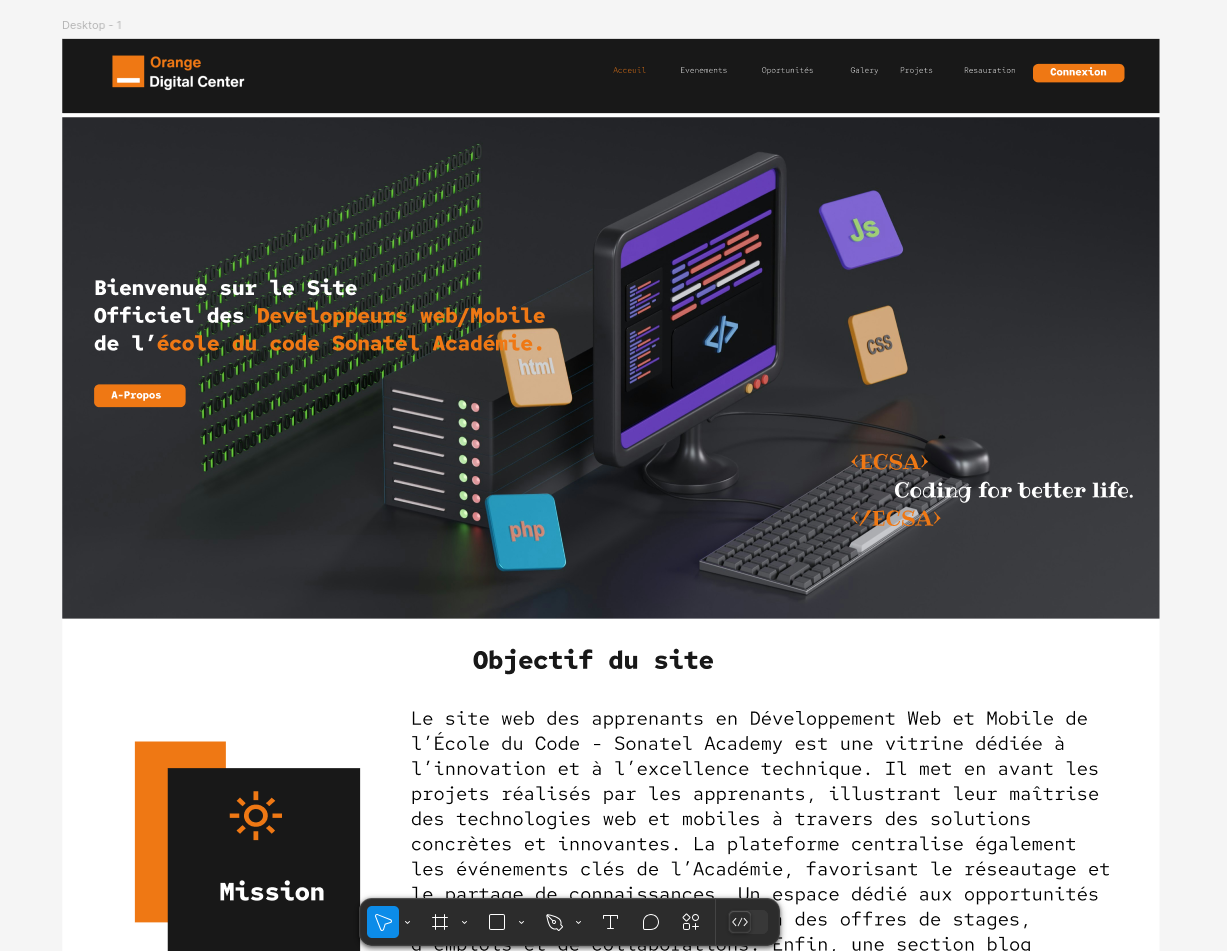 Desktop - 1
Orange
Digital Center
Acceuil Evenements Oportunités Galery Projets Resauration Connexion
Bienvenue sur le Site
Officiel des Developpeurs web/Mobile
de l’école du code Sonatel Académie.
A-Propos
Js
html
CSS
</>
php
<ECSA>
Coding for better life.
</ECSA>
Objectif du site
Le site web des apprenants en Développement Web et Mobile de
l’École du Code - Sonatel Academy est une vitrine dédiée à
l’innovation et à l’excellence technique. Il met en avant les
projets réalisés par les apprenants, illustrant leur maîtrise
des technologies web et mobiles à travers des solutions
concrètes et innovantes. La plateforme centralise également
les événements clés de l’Académie, favorisant le réseautage et
le partage de connaissances. Un espace dédié aux opportunités
des offres de stages,
d’emplois et de collaborations. Enfin, une section blog
Mission